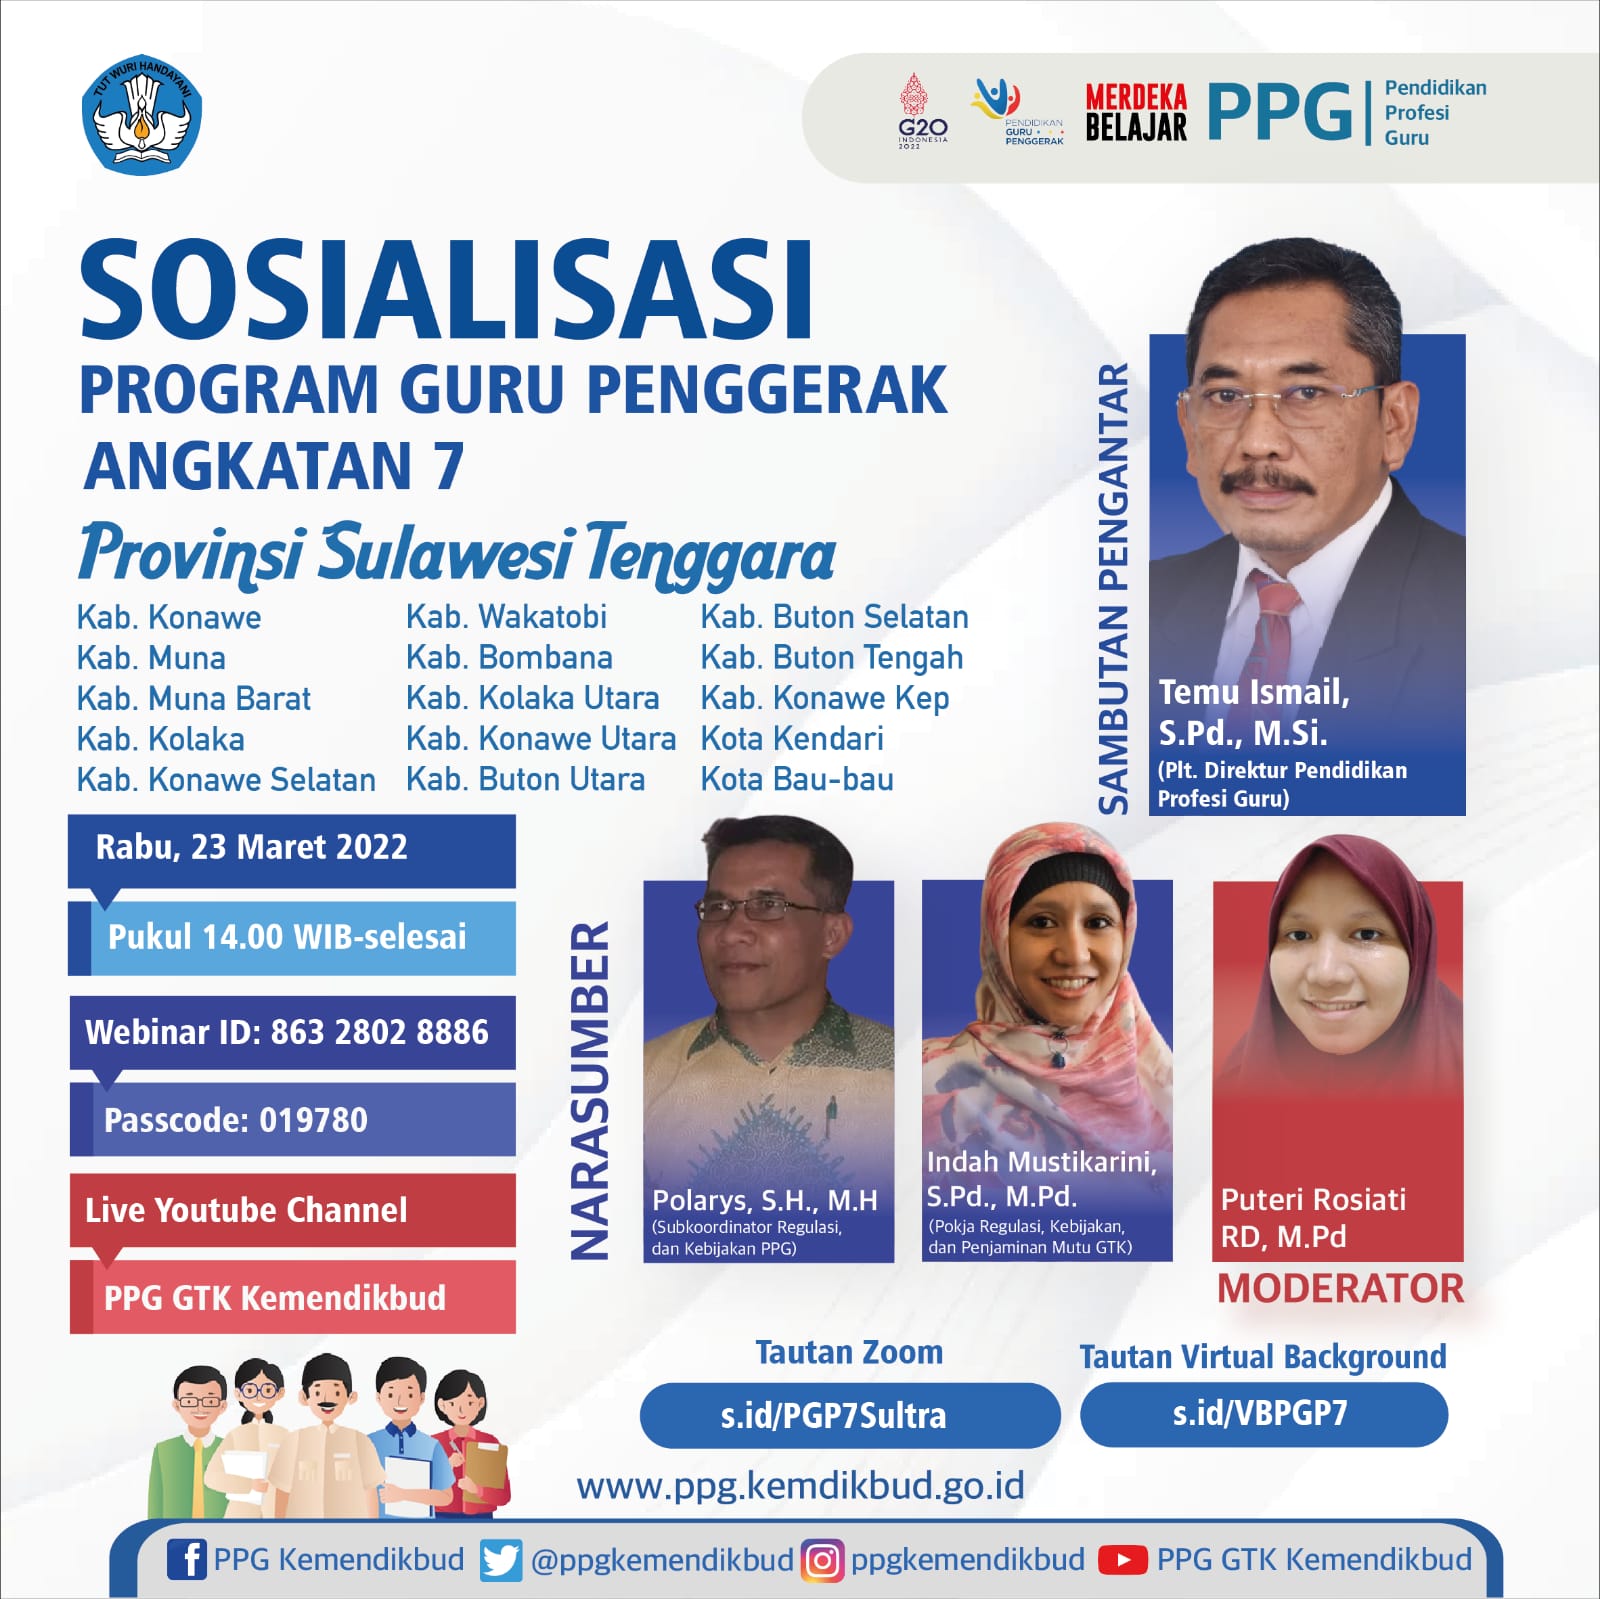 TUT WURI HANDAYANI
G20
INDONESIA
2022
PENDIDIKAN
GURU
PENGGERAK
MERDEKA
BELAJAR
PPG
Pendidikan
Profesi
Guru
SOSIALISASI
PROGRAM GURU PENGGERAK
ANGKATAN 7
Provinsi Sulawesi Tenggara
Kab. Konawe
Kab. Muna
Kab. Muna Barat
Kab. Kolaka
Kab. Konawe Selatan
Kab. Wakatobi
Kab. Bombana
Kab. Kolaka Utara
Kab. Konawe Utara
Kab. Buton Utara
Kab. Buton Selatan
Kab. Buton Tengah
Kab. Konawe Kep
Kota Kendari
Kota Bau-bau
SAMBUTAN PENGANTAR
Temu Ismail,
S.Pd., M.Si.
(Plt. Direktur Pendidikan
Profesi Guru)
Rabu, 23 Maret 2022
Pukul 14.00 WIB-selesai
Webinar ID: 863 2802 8886
Passcode: 019780
Live Youtube Channel
PPG GTK Kemendikbud
NARASUMBER
Polarys, S.H., M.H
(Subkoordinator Regulasi,
dan Kebijakan PPG)
Indah Mustikarini,
S.Pd., M.Pd.
(Pokja Regulasi, Kebijakan,
dan Penjaminan Mutu GTK)
Puteri Rosiati
RD, M.Pd
MODERATOR
Tautan Zoom
s.id/PGP7Sultra
Tautan Virtual Background
s.id/VBPGP7
www.ppg.kemdikbud.go.id
PPG Kemendikbud
@ppgkemendikbud
ppgkemendikbud
PPG GTK Kemendikbud